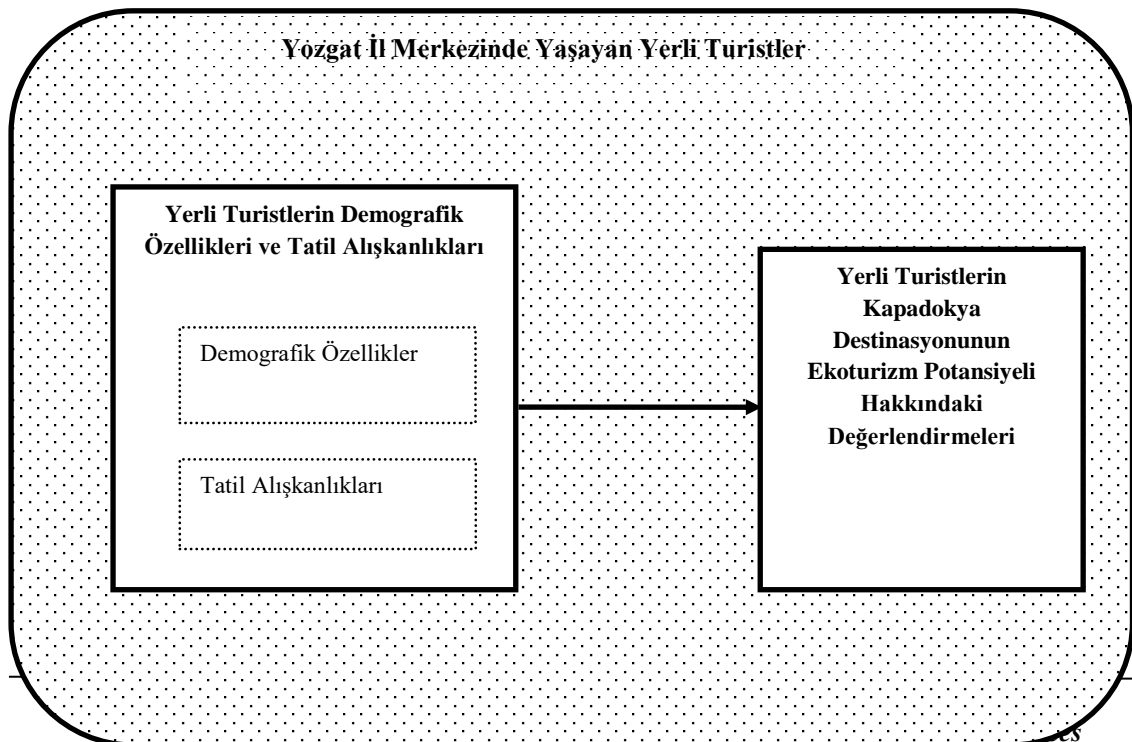 Yozgat İl Merkezinde Yaşayan Yerli Turistler
Yerli Turistlerin Demografik
Özellikleri ve Tatil Alışkanlıkları
Demografik Özellikler
Tatil Alışkanlıkları
Yerli Turistlerin
Kapadokya
Destinasyonunun
Ekoturizm Potansiyeli
Hakkındaki
Değerlendirmeleri